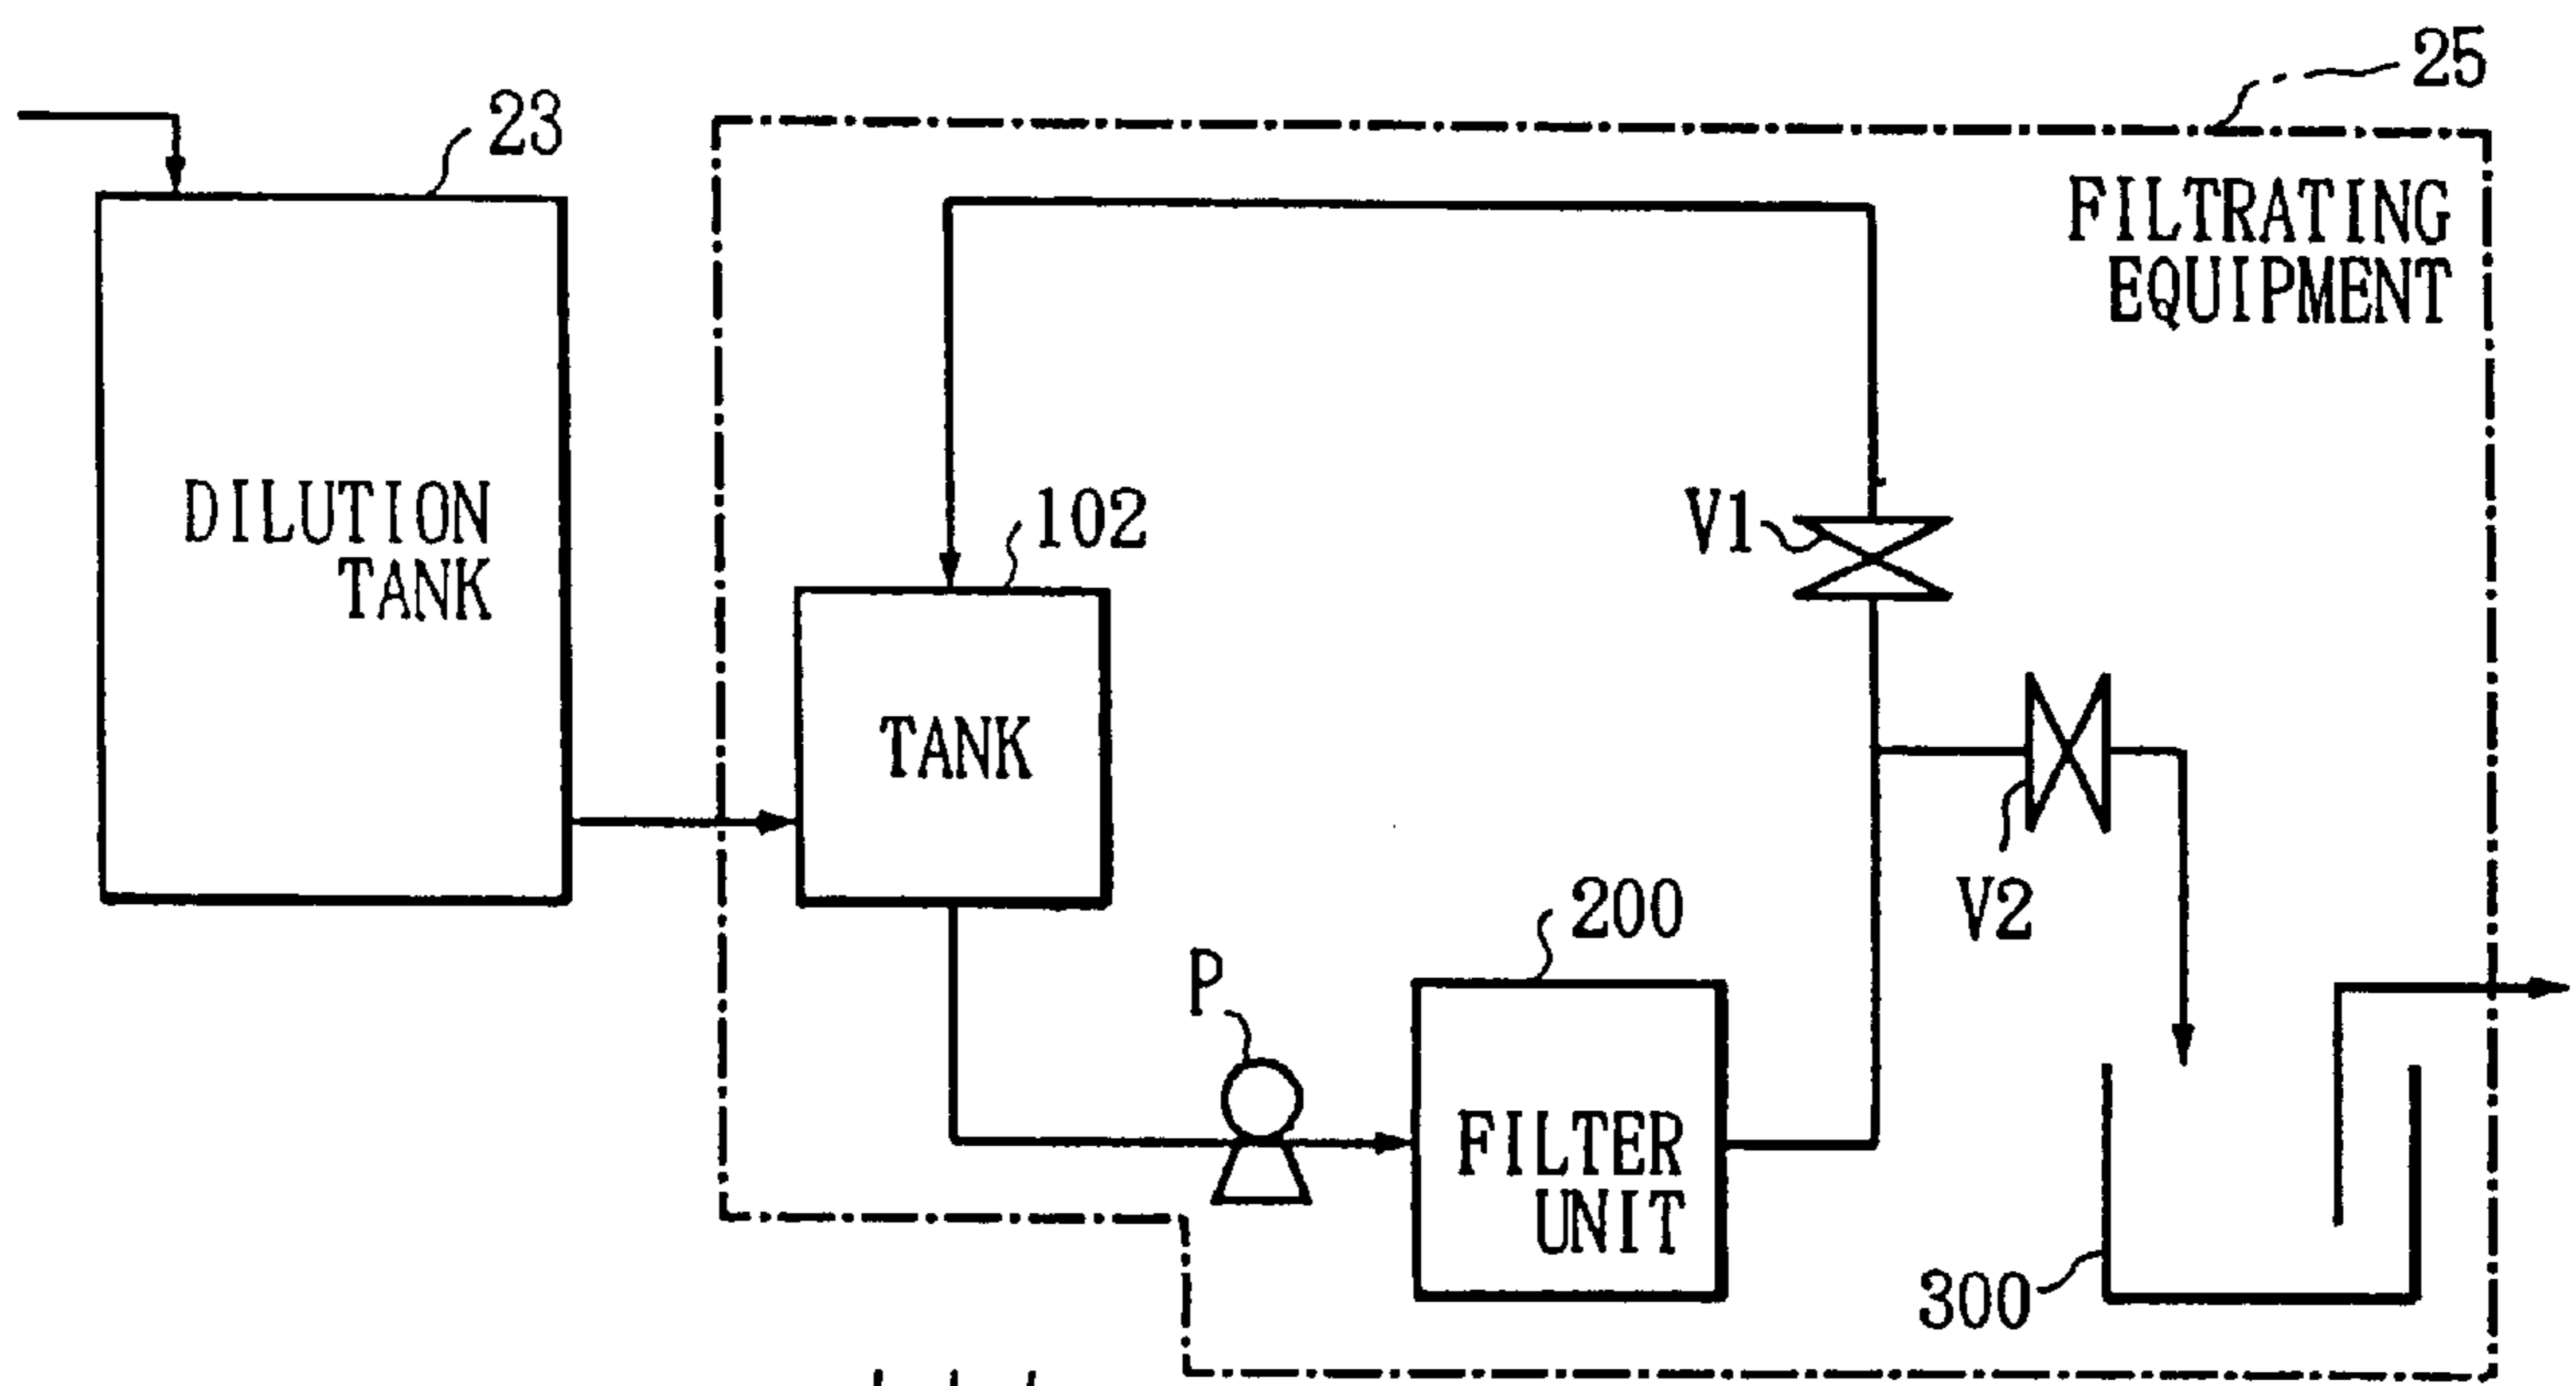 25
23
FILTRATING
EQUIPMENT
DILUTION
TANK
102
V1
TANK
V2
200
P
FILTER
UNIT
300